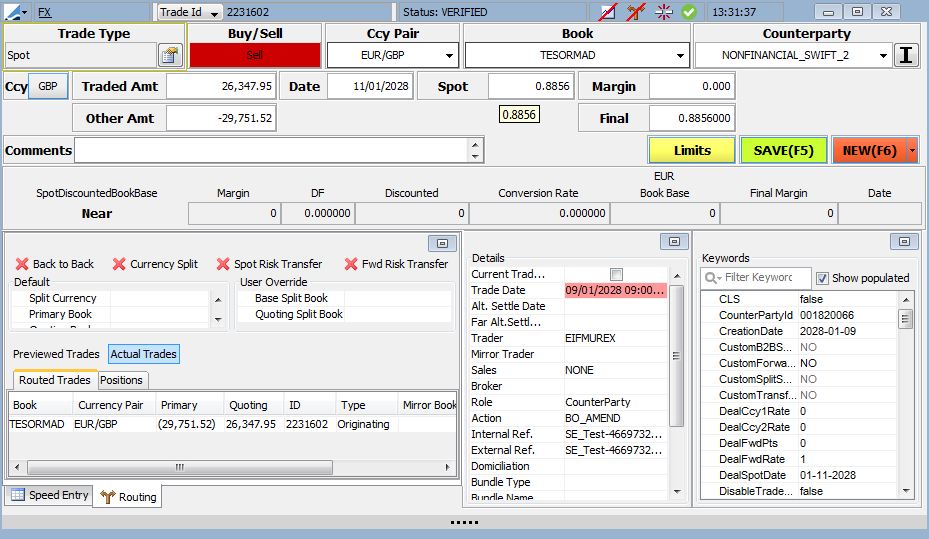 FX Trade Id 2231602 Status: VERIFIED 13:31:37
Trade Type Buy/Sell Ccy Pair Book Counterparty
Spot Sell EUR/GBP TESORMAD NONFINANCIAL_SWIFT_2
Ccy GBP Traded Amt 26,347.95 Date 11/01/2028 Spot 0.8856 Margin 0.000
Other Amt -29,751.52 0.8856 Final 0.8856000
Comments Limits SAVE(F5) NEW(F6)
EUR
SpotDiscountedBookBase Margin DF Discounted Conversion Rate Book Base Final Margin Date
Near 0 0.000000 0 0.000000 0 0
Back to Back Currency Split Spot Risk Transfer Fwd Risk Transfer
Default User Override
Split Currency Base Split Book
Primary Book Quoting Split Book
Previewed Trades Actual Trades
Routed Trades Positions
Book Currency Pair Primary Quoting ID Type Mirror Book
TESORMAD EUR/GBP (29,751.52) 26,347.95 2231602 Originating
Speed Entry Routing
Details
Current Trad...
Trade Date 09/01/2028 09:00...
Alt. Settle Date
Far Alt.Settl...
Trader EIFMUREX
Mirror Trader
Sales NONE
Broker
Role CounterParty
Action BO_AMEND
Internal Ref. SE_Test-4669732...
External Ref. SE_Test-4669732...
Domiciliation
Bundle Type
Bundle Name
Keywords
Filter Keyword Show populated
CLS false
CounterPartyId 001820066
CreationDate 2028-01-09
CustomB2BS... NO
CustomForwa... NO
CustomSplitS... NO
CustomTransf... NO
DealCcy1Rate 0
DealCcy2Rate 0
DealFwdPts 0
DealFwdRate 1
DealSpotDate 01-11-2028
DisableTrade... false